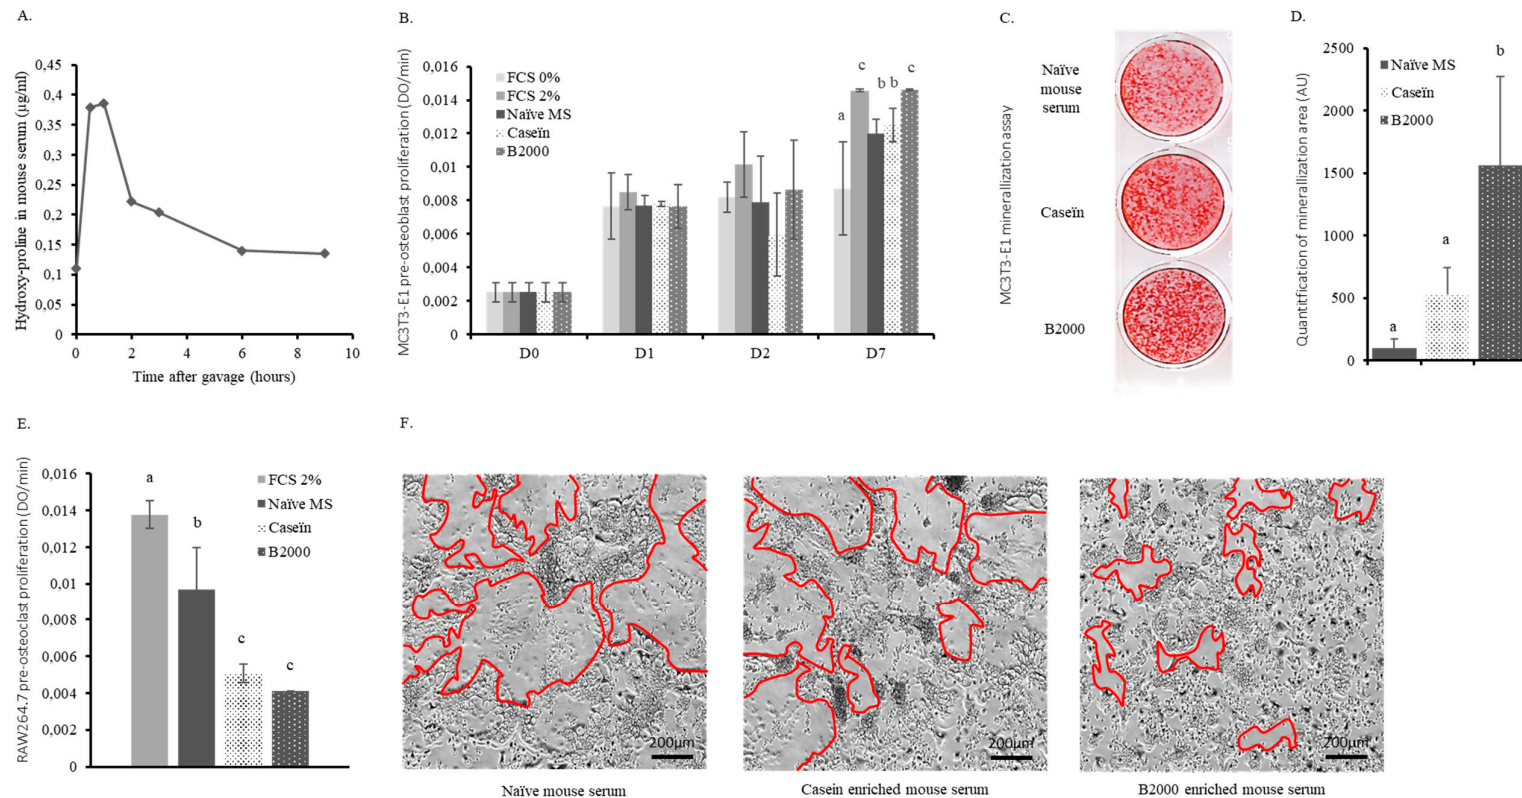 A.
Hydroxy-proline in mouse serum (µg/ml)
0,45
0,4
0,35
0,3
0,25
0,2
0,15
0,1
0,05
0
0 2 4 6 8 10
Time after gavage (hours)
B.
MC3T3-E1 pre-osteoblast proliferation (DO/min)
0,016
0,014
0,012
0,010
0,008
0,006
0,004
0,002
0
FCS 0%
FCS 2%
Naïve MS
Caseïn
B2000
a c b b c
D0 D1 D2 D7
C.
MC3T3-E1 minerallization assay
Naïve
mouse
serum
Caseïn
B2000
D.
Quantitfication of minerallization area (AU)
2500
2000
1500
1000
500
0
Naïve MS
Caseïn
B2000
a a b
E.
RAW264.7 pre-osteoclast proliferation (DO/min)
0,016
0,014
0,012
0,01
0,008
0,006
0,004
0,002
0
FCS 2%
Naïve MS
Caseïn
B2000
a b c c
F.
200µm
200µm
200µm
Naïve mouse serum
Casein enriched mouse serum
B2000 enriched mouse serum